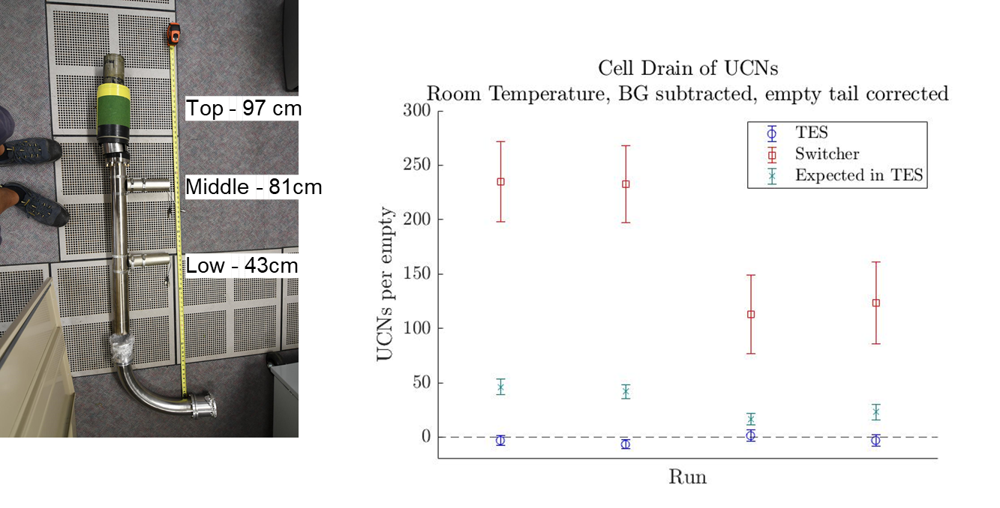 Top - 97 cm
Middle - 81cm
Low - 43cm
Cell Drain of UCNs
Room Temperature, BG subtracted, empty tail corrected
300
250
200
150
100
50
0
UCNs per empty
TES
Switcher
Expected in TES
Run